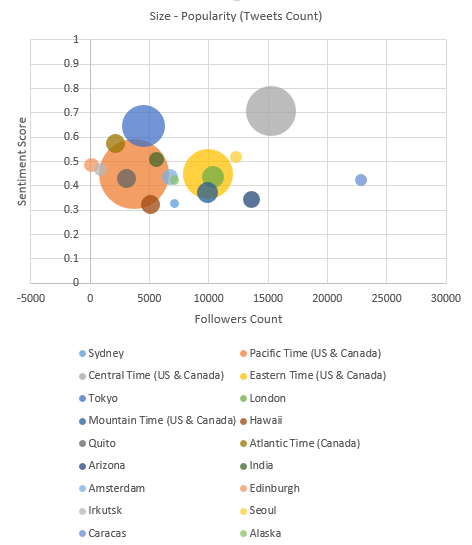 Size - Popularity (Tweets Count)
1
0.9
0.8
0.7
0.6
0.5
0.4
0.3
0.2
0.1
0
Sentiment Score
-5000 0 5000 10000 15000 20000 25000 30000
Followers Count
Sydney Pacific Time (US & Canada)
Central Time (US & Canada) Eastern Time (US & Canada)
Tokyo London
Mountain Time (US & Canada) Hawaii
Quito Atlantic Time (Canada)
Arizona India
Amsterdam Edinburgh
Irkutsk Seoul
Caracas Alaska